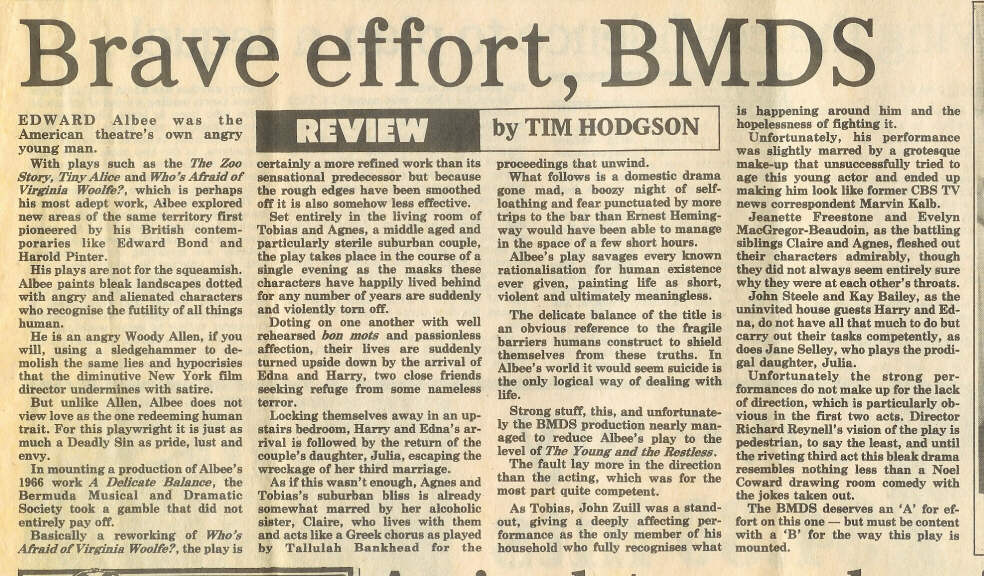 Brave effort, BMDS
REVIEW
by TIM HODGSON
EDWARD Albee was the
American theatre's own angry
young man.
With plays such as the The Zoo
Story, Tiny Alice and Who's Afraid of
Virginia Woolfe?, which is perhaps
his most adept work, Albee explored
new areas of the same territory first
pioneered by his British contem-
poraries like Edward Bond and
Harold Pinter.
His plays are not for the squeamish.
Albee paints bleak landscapes dotted
with angry and alienated characters
who recognise the futility of all things
human.
He is an angry Woody Allen, if you
will, using a sledgehammer to de-
molish the same lies and hypocrisies
that the diminutive New York film
director undermines with satire.
But unlike Allen, Albee does not
view love as the one redeeming human
trait. For this playwright it is just as
much a Deadly Sin as pride, lust and
envy.
In mounting a production of Albee's
1966 work A Delicate Balance, the
Bermuda Musical and Dramatic
Society took a gamble that did not
entirely pay off.
Basically a reworking of Who's
Afraid of Virginia Woolfe?, the play is
certainly a more refined work than its
sensational predecessor but because
the rough edges have been smoothed
off it is also somehow less effective.
Set entirely in the living room of
Tobias and Agnes, a middle aged and
particularly sterile suburban couple,
the play takes place in the course of a
single evening as the masks these
characters have happily lived behind
for any number of years are suddenly
and violently torn off.
Doting on one another with well
rehearsed bon mots and passionless
affection, their lives are suddenly
turned upside down by the arrival of
Edna and Harry, two close friends
seeking refuge from some nameless
terror.
Locking themselves away in an up-
stairs bedroom, Harry and Edna's ar-
rival is followed by the return of the
couple's daughter, Julia, escaping the
wreckage of her third marriage.
As if this wasn't enough, Agnes and
Tobias's suburban bliss is already
somewhat marred by her alcoholic
sister, Claire, who lives with them
and acts like a Greek chorus as played
by Tallulah Bankhead for the
proceedings that unwind.
What follows is a domestic drama
gone mad, a boozy night of self-
loathing and fear punctuated by more
trips to the bar than Ernest Heming-
way would have been able to manage
in the space of a few short hours.
Albee's play savages every known
rationalisation for human existence
ever given, painting life as short,
violent and ultimately meaningless.
The delicate balance of the title is
an obvious reference to the fragile
barriers humans construct to shield
themselves from these truths. In
Albee's world it would seem suicide is
the only logical way of dealing with
life.
Strong stuff, this, and unfortunate-
ly the BMDS production nearly man-
aged to reduce Albee's play to the
level of The Young and the Restless.
The fault lay more in the direction
than the acting, which was for the
most part quite competent.
As Tobias, John Zuill was a stand-
out, giving a deeply affecting per-
formance as the only member of his
household who fully recognises what
is happening around him and the
hopelessness of fighting it.
Unfortunately, his performance
was slightly marred by a grotesque
make-up that unsuccessfully tried to
age this young actor and ended up
making him look like former CBS TV
news correspondent Marvin Kalb.
Jeanette Freestone and Evelyn
MacGregor-Beaudoin, as the battling
siblings Claire and Agnes, fleshed out
their characters admirably, though
they did not always seem entirely sure
why they were at each other's throats.
John Steele and Kay Bailey, as the
uninvited house guests Harry and Ed-
na, do not have all that much to do but
carry out their tasks competently, as
does Jane Selley, who plays the prodi-
gal daughter, Julia.
Unfortunately the strong per-
formances do not make up for the lack
of direction, which is particularly ob-
vious in the first two acts, Director
Richard Reynell's vision of the play is
pedestrian, to say the least, and until
the riveting third act this bleak drama
resembles nothing less than a Noel
Coward drawing room comedy with
the jokes taken out.
The BMDS deserves an 'A' for ef-
fort on this one — but must be content
with a 'B' for the way this play is
mounted.